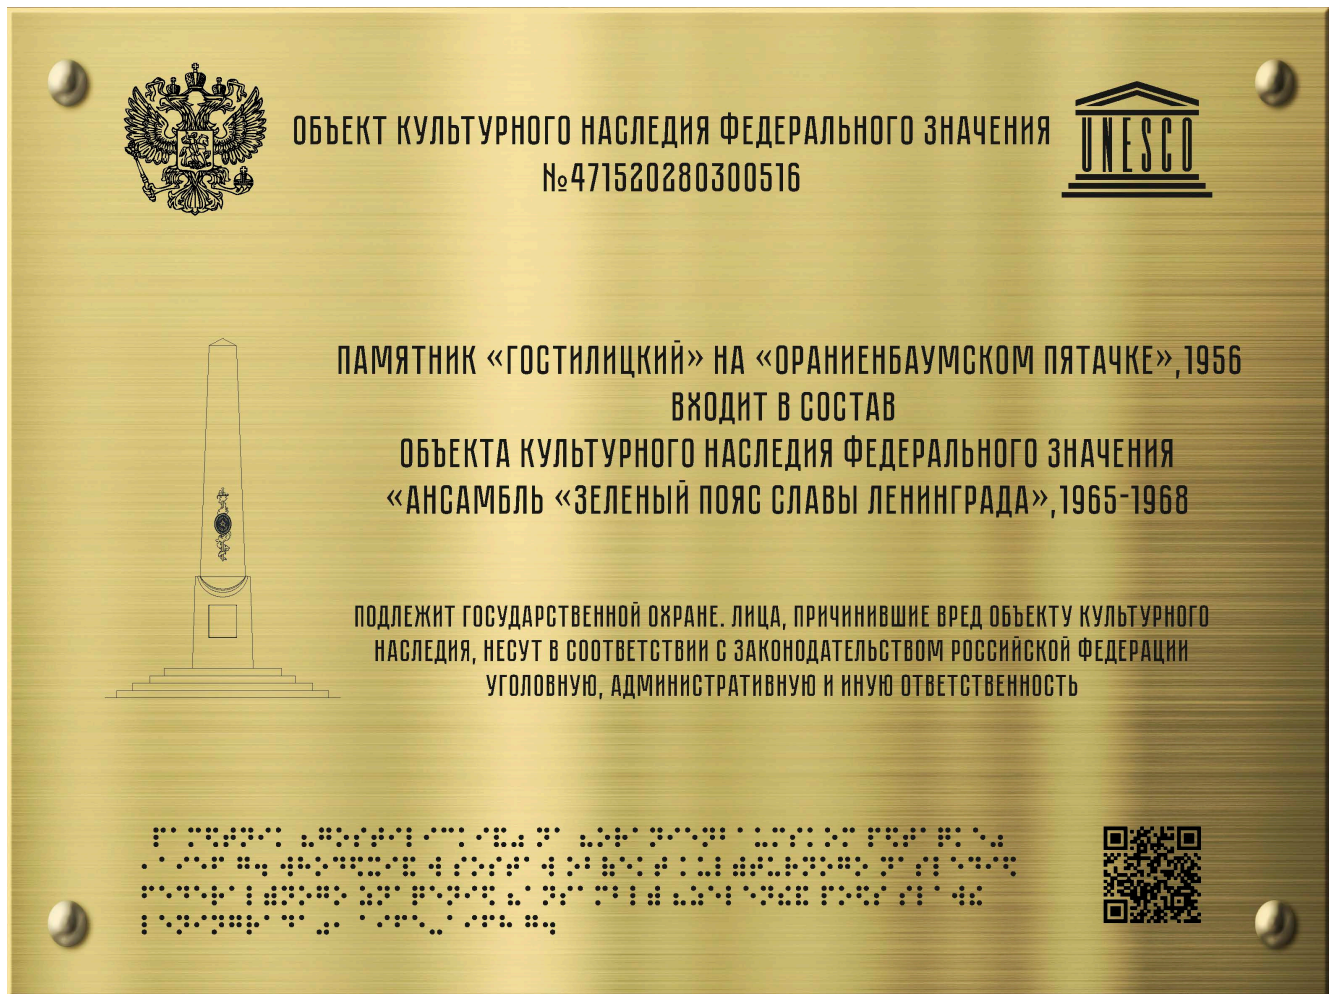 ОБЪЕКТ КУЛЬТУРНОГО НАСЛЕДИЯ ФЕДЕРАЛЬНОГО ЗНАЧЕНИЯ
№471520280300516
UNESCO
ПАМЯТНИК «ГОСТИЛИЦКИЙ» НА «ОРАНИЕНБАУМСКОМ ПЯТАЧКЕ»,1956
ВХОДИТ В СОСТАВ
ОБЪЕКТА КУЛЬТУРНОГО НАСЛЕДИЯ ФЕДЕРАЛЬНОГО ЗНАЧЕНИЯ
«АНСАМБЛЬ «ЗЕЛЕНЫЙ ПОЯС СЛАВЫ ЛЕНИНГРАДА»,1965-1968
ПОДЛЕЖИТ ГОСУДАРСТВЕННОЙ ОХРАНЕ. ЛИЦА, ПРИЧИНИВШИЕ ВРЕД ОБЪЕКТУ КУЛЬТУРНОГО
НАСЛЕДИЯ, НЕСУТ В СООТВЕТСТВИИ С ЗАКОНОДАТЕЛЬСТВОМ РОССИЙСКОЙ ФЕДЕРАЦИИ
УГОЛОВНУЮ, АДМИНИСТРАТИВНУЮ И ИНУЮ ОТВЕТСТВЕННОСТЬ